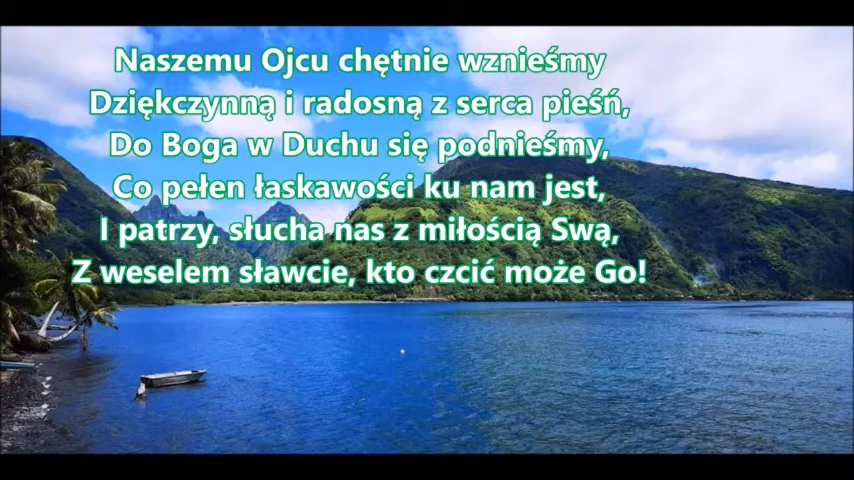 Naszemu Ojcu chętnie wznieśmy
Dziękczynną i radosną z serca pieśń,
Do Boga w Duchu się podnieśmy,
Co pełen łaskawości ku nam jest,
I patrzy, słucha nas z miłością Swą,
Z weselem sławcie, kto czcić może Go!